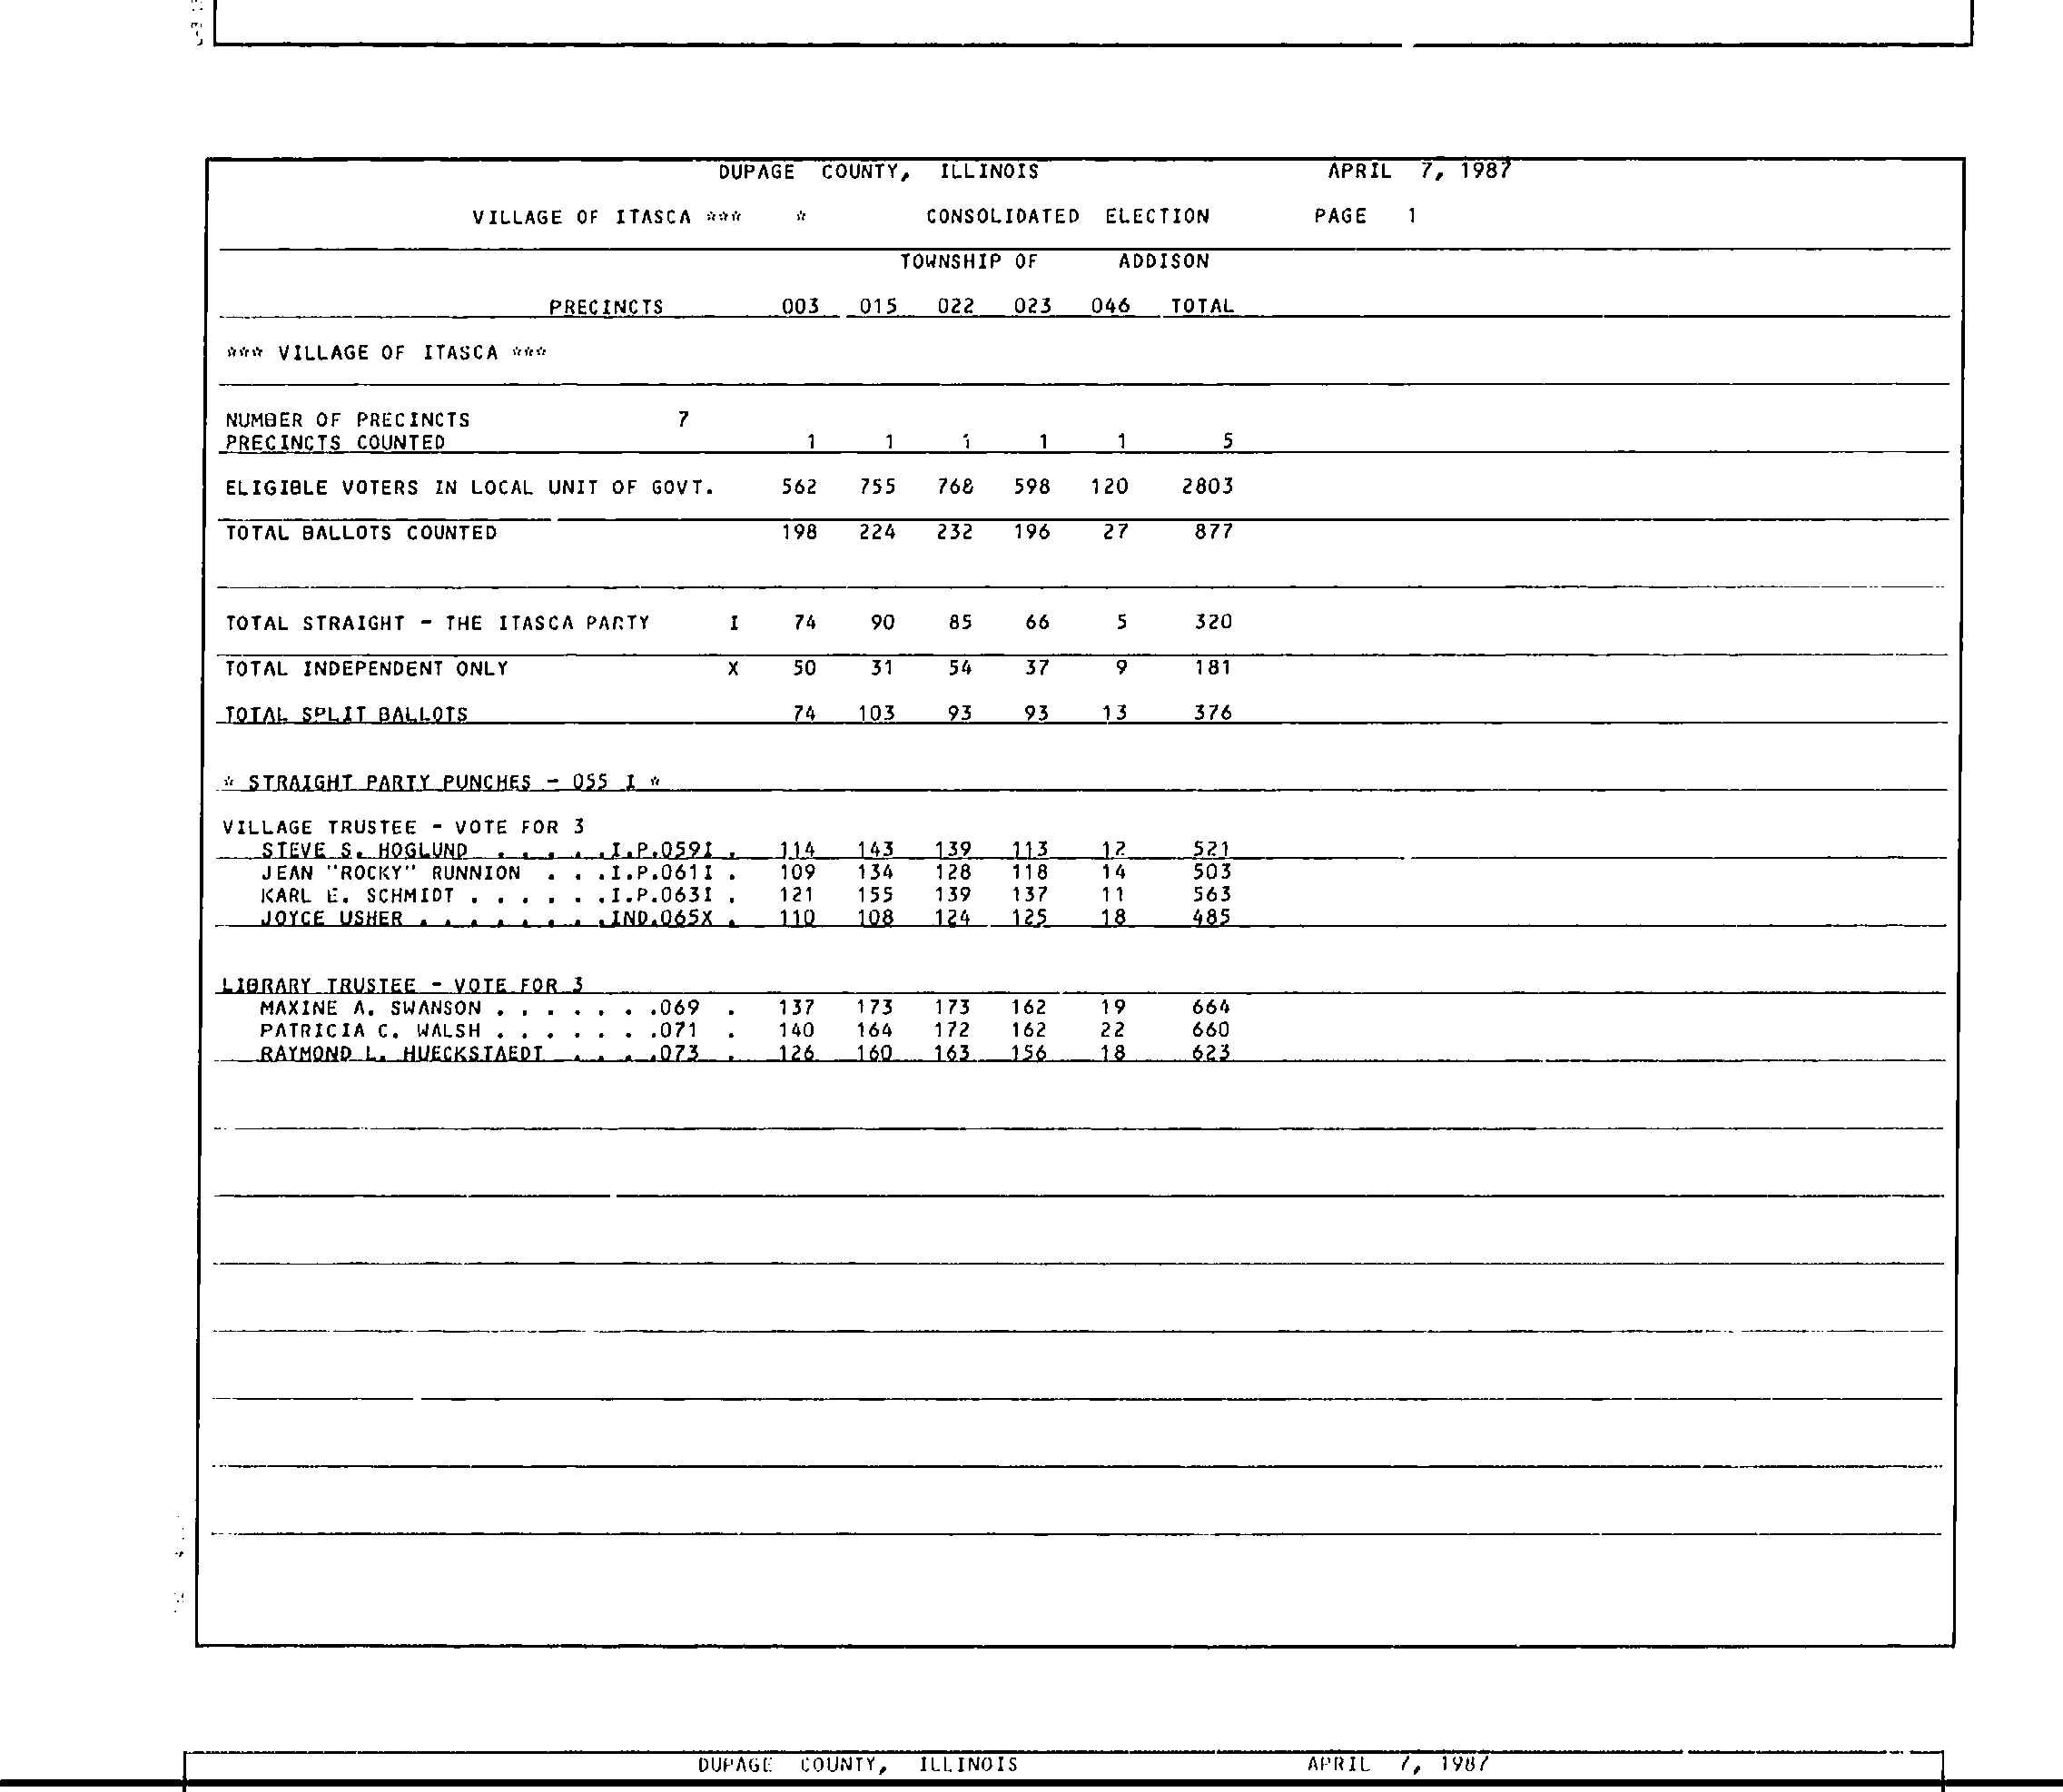 DUPAGE COUNTY, ILLINOIS APRIL 7, 1987
VILLAGE OF ITASCA *** * CONSOLIDATED ELECTION PAGE 1
TOWNSHIP OF ADDISON
PRECINCTS 003 015 022 023 046 TOTAL
*** VILLAGE OF ITASCA ***
NUMBER OF PRECINCTS 7
PRECINCTS COUNTED 1 1 1 1 1 5
ELIGIBLE VOTERS IN LOCAL UNIT OF GOVT. 562 755 768 598 120 2803
TOTAL BALLOTS COUNTED 198 224 232 196 27 877
TOTAL STRAIGHT - THE ITASCA PARTY I 74 90 85 66 5 320
TOTAL INDEPENDENT ONLY X 50 31 54 37 9 181
TOTAL SPLIT BALLOTS 74 103 93 93 13 376
* STRAIGHT PARTY PUNCHES - 055 I *
VILLAGE TRUSTEE - VOTE FOR 3
STEVE S. HOGLUND . . . . . .I.P.059I . 114 143 139 113 12 521
JEAN "ROCKY" RUNNION . . .I.P.061I . 109 134 128 118 14 503
KARL E. SCHMIDT . . . . . .I.P.063I . 121 155 139 137 11 563
JOYCE USHER . . . . . . . .IND.065X . 110 108 124 125 18 485
LIBRARY TRUSTEE - VOTE FOR 3
MAXINE A. SWANSON . . . . . . .069 . 137 173 173 162 19 664
PATRICIA C. WALSH . . . . . . .071 . 140 164 172 162 22 660
RAYMOND L. HUECKSTAEDT . . . .073 . 126 160 163 156 18 623
DUPAGE COUNTY, ILLINOIS APRIL 7, 1987